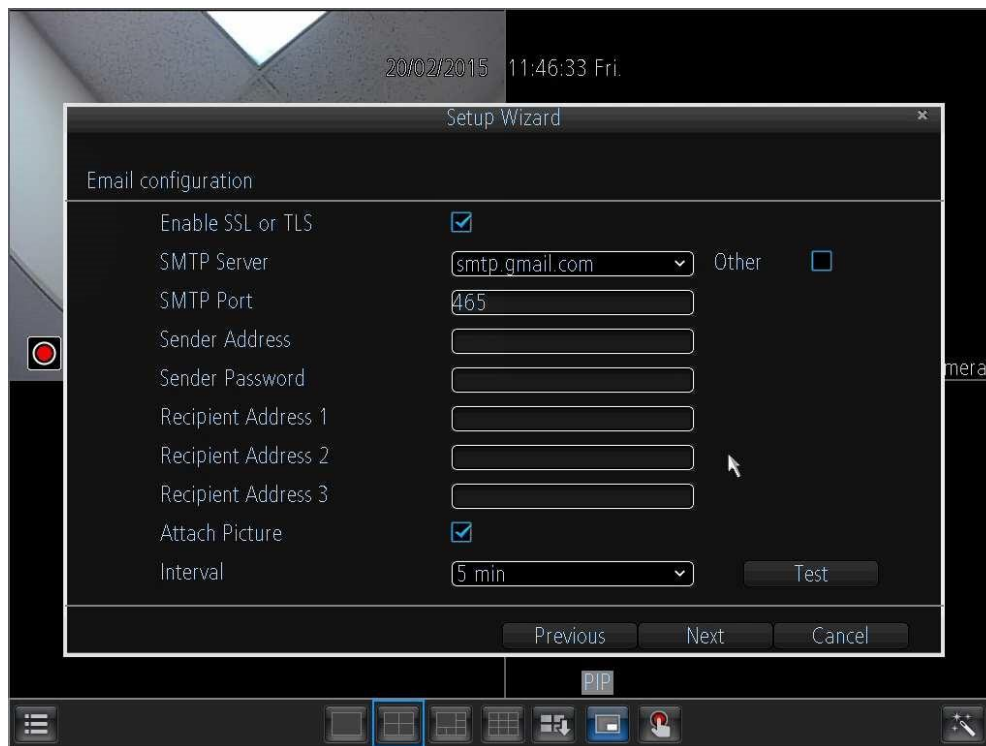 20/02/2015 11:46:33 Fri.
Setup Wizard
Email configuration
Enable SSL or TLS
SMTP Server smtp.gmail.com Other
SMTP Port 465
Sender Address
Sender Password
Recipient Address 1
Recipient Address 2
Recipient Address 3
Attach Picture
Interval 5 min Test
Previous Next Cancel
mera
PIP